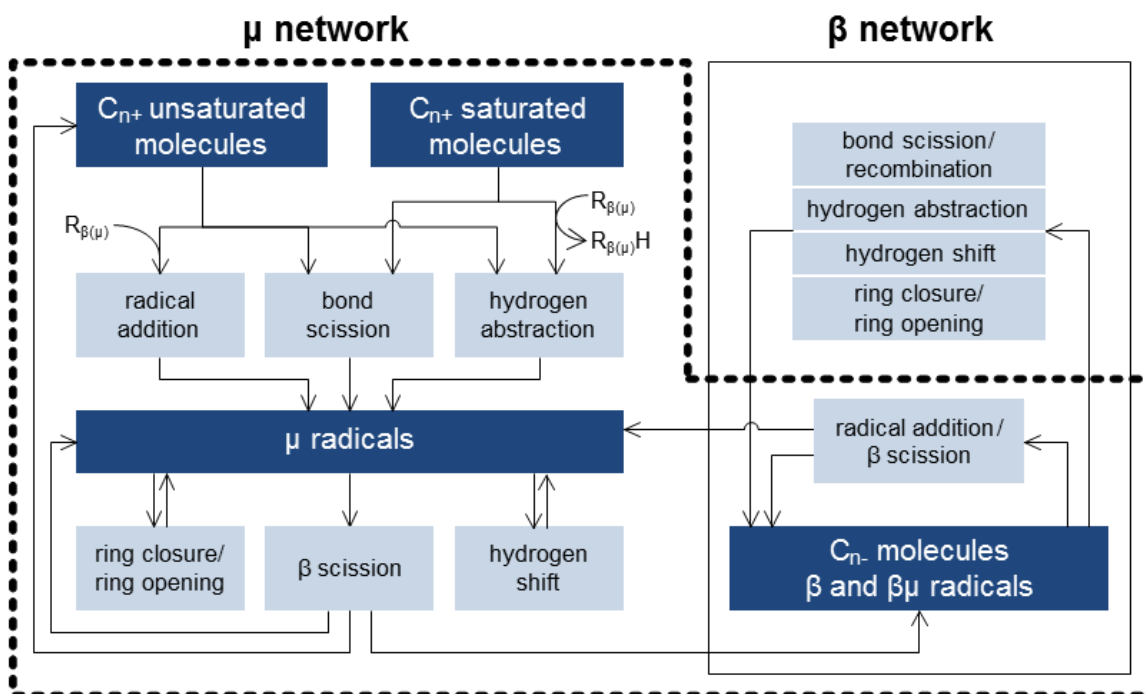 μ network
β network
Cn+ unsaturated
molecules
Cn+ saturated
molecules
Rβ(μ)
Rβ(μ)
Rβ(μ)H
radical
addition
bond
scission
hydrogen
abstraction
μ radicals
ring closure/
ring opening
β scission
hydrogen
shift
bond scission/
recombination
hydrogen abstraction
hydrogen shift
ring closure/
ring opening
radical addition/
β scission
Cn- molecules
β and βμ radicals